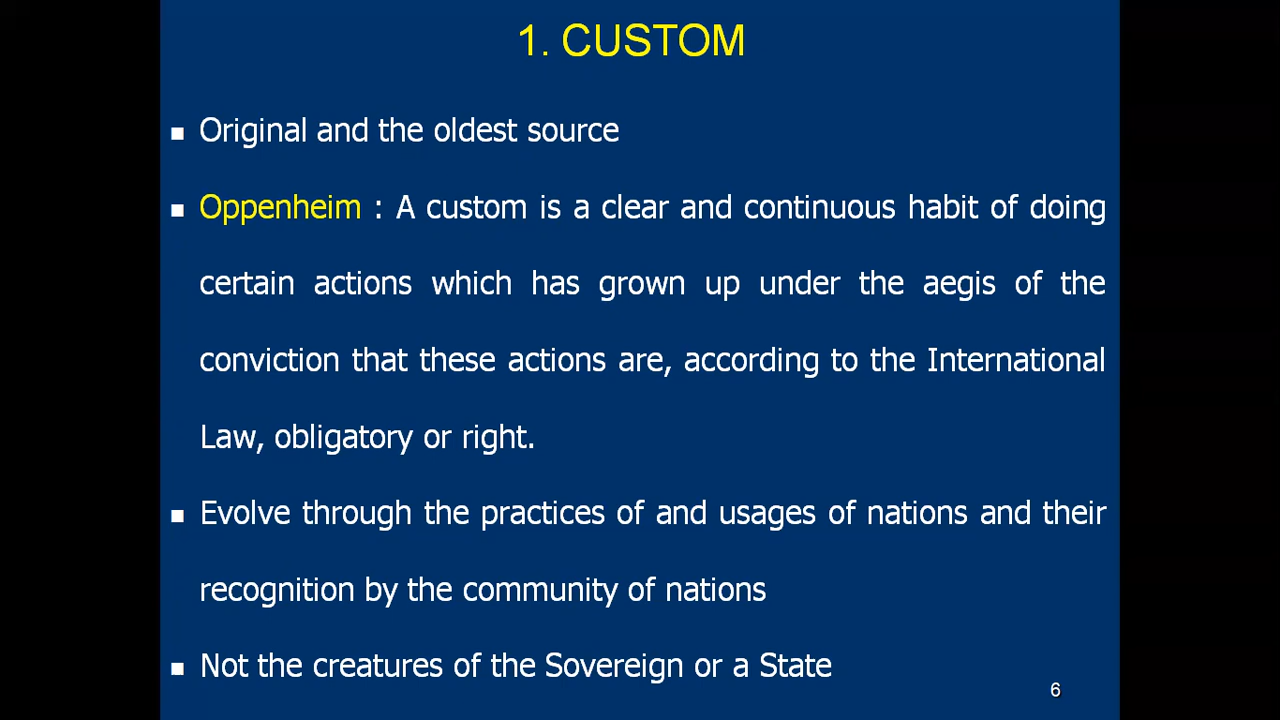 1. CUSTOM
Original and the oldest source
Oppenheim : A custom is a clear and continuous habit of doing
certain actions which has grown up under the aegis of the
conviction that these actions are, according to the International
Law, obligatory or right.
Evolve through the practices of and usages of nations and their
recognition by the community of nations
Not the creatures of the Sovereign or a State
6